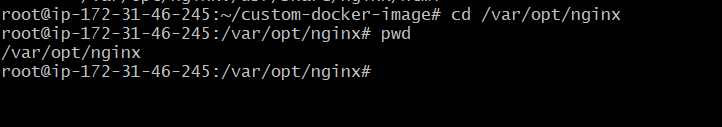 root@ip-172-31-46-245:~/custom-docker-image# cd /var/opt/nginx
root@ip-172-31-46-245:/var/opt/nginx# pwd
/var/opt/nginx
root@ip-172-31-46-245:/var/opt/nginx#